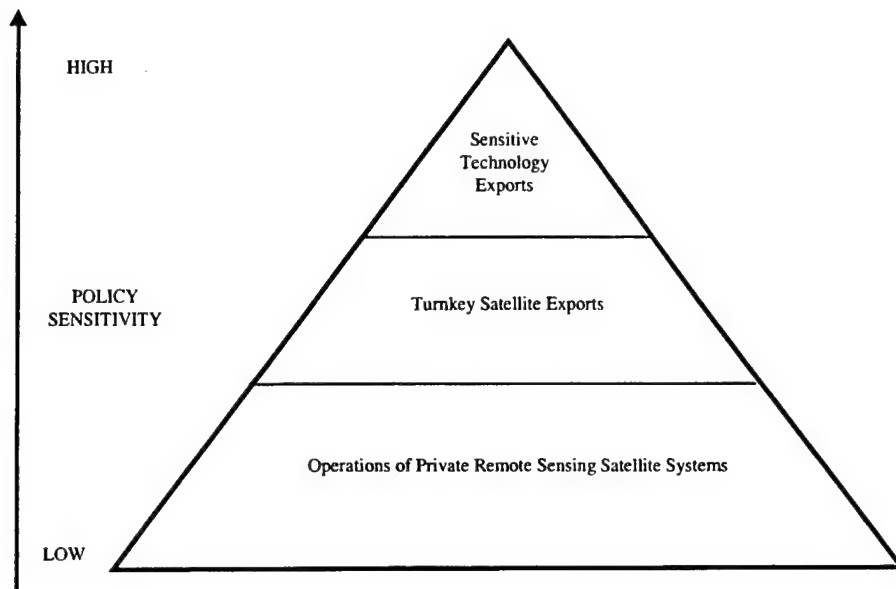 HIGH
Sensitive
Technology
Exports
POLICY
SENSITIVITY
Turnkey Satellite Exports
Operations of Private Remote Sensing Satellite Systems
LOW